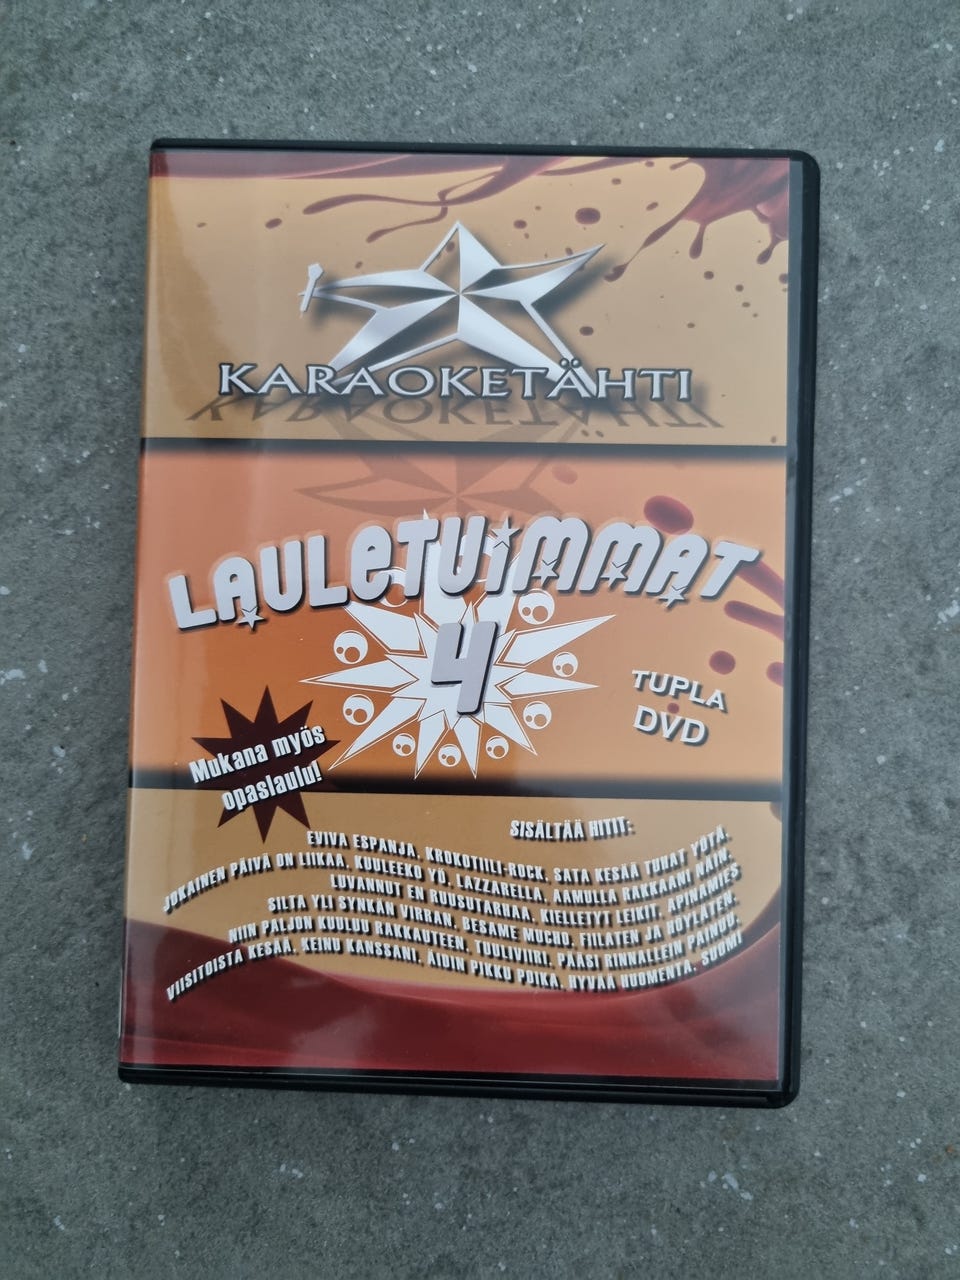 KARAOKETÄHTI
LAULETUIMMAT
4
TUPLA
DVD
Mukana myös
opaslaulu!
SISÄLTÄÄ HITIT:
EVIVA ESPANJA, KROKOTIILI-ROCK, SATA KESÄÄ TUHAT YÖTÄ,
JOKAINEN PÄIVÄ ON LIIKAA, KUULEEKO YÖ, LAZZARELLA, AAMULLA RAKKAANI NÄIN,
LUVANNUT EN RUUSUTARHAA, KIELLETYT LEIKIT, APINAMIES
SILTA YLI SYNKÄN VIRRAN, BESAME MUCHO, FIILATEN JA HÖYLÄTEN,
NIIN PALJON KUULUU RAKKAUTEEN, TUULIVIIRI, PÄÄSI RINNALLEIN PAINUU,
VIISITOISTA KESÄÄ, KEINU KANSSANI, ÄIDIN PIKKU POIKA, HYVÄÄ HUOMENTA, SUOMI